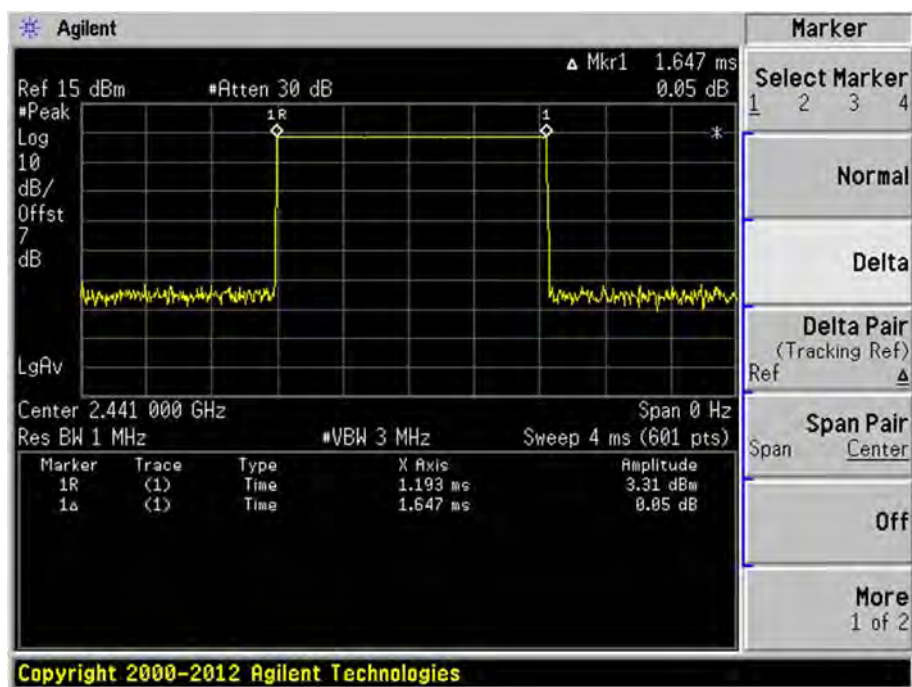 Agilent
Marker
Δ Mkr1 1.647 ms
Ref 15 dBm #Atten 30 dB 0.05 dB
#Peak
Log
10
dB/
Offst
7
dB
LgAv
1R
1
*
Center 2.441 000 GHz Span 0 Hz
Res BW 1 MHz #VBW 3 MHz Sweep 4 ms (601 pts)
Marker Trace Type X Axis Amplitude
1R (1) Time 1.193 ms 3.31 dBm
1Δ (1) Time 1.647 ms 0.05 dB
Select Marker
1 2 3 4
Normal
Delta
Delta Pair
(Tracking Ref)
Ref Δ
Span Pair
Span Center
Off
More
1 of 2
Copyright 2000-2012 Agilent Technologies